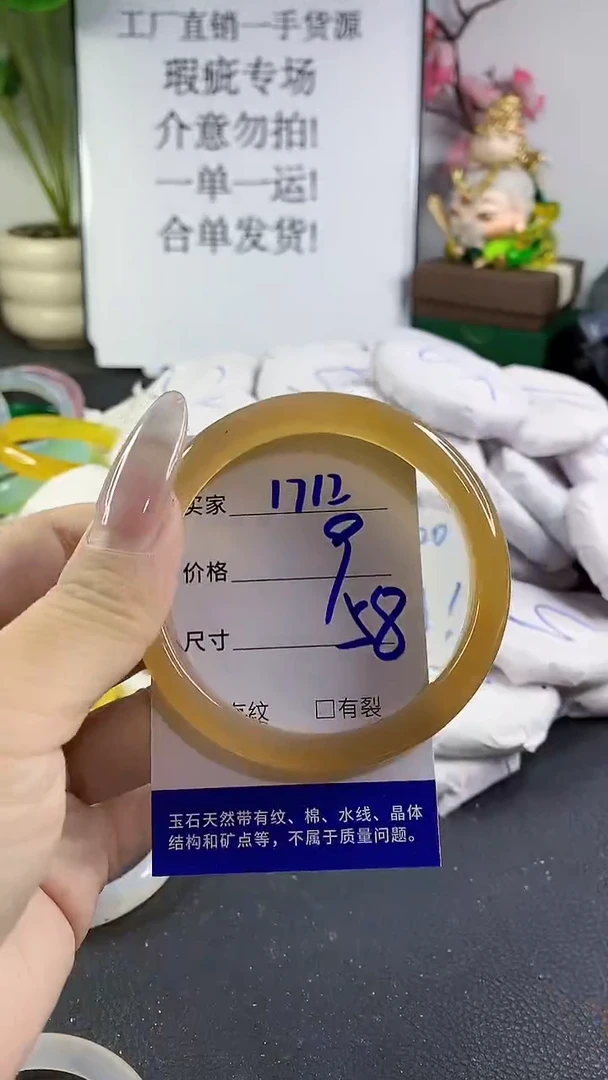 工厂直销一手货源
瑕疵专场
介意勿拍!
一单一运!
合单发货!
买家 1712
价格 9
尺寸 58
有纹 □有裂
玉石天然带有纹、棉、水线、晶体
结构和矿点等，不属于质量问题。